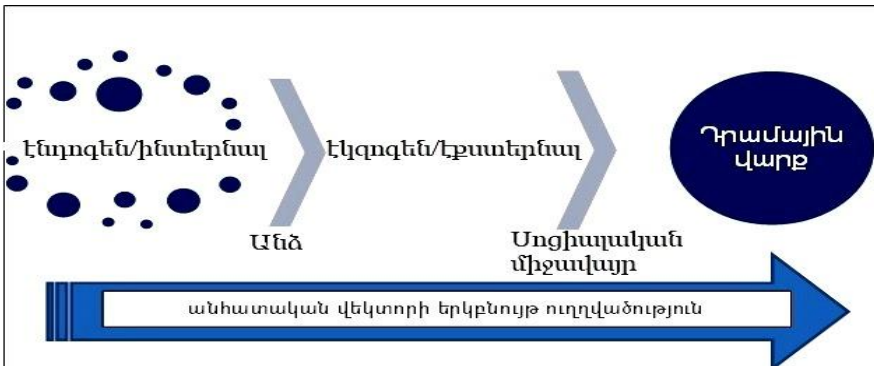 էնդոգեն/ինտերնալ
էկզոգեն/էքստերնալ
Դրամային
վարք
Անձ
Սոցիալական
միջավայր
անհատական վեկտորի երկբնույթ ուղղվածություն